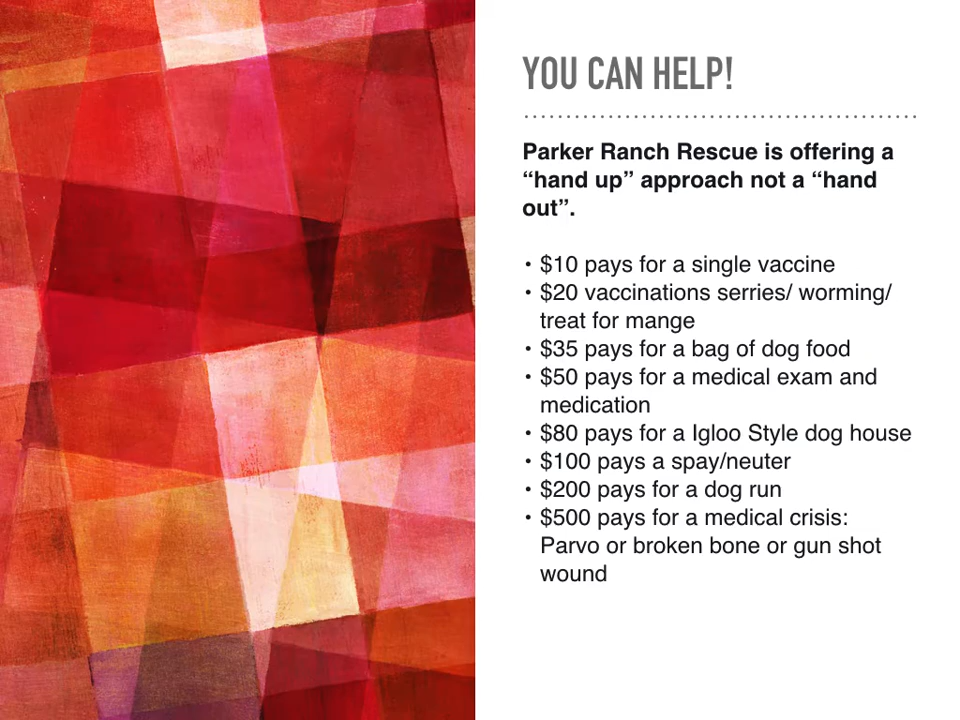 YOU CAN HELP!
Parker Ranch Rescue is offering a
“hand up” approach not a “hand
out”.
• $10 pays for a single vaccine
• $20 vaccinations serries/ worming/
treat for mange
• $35 pays for a bag of dog food
• $50 pays for a medical exam and
medication
• $80 pays for a Igloo Style dog house
• $100 pays a spay/neuter
• $200 pays for a dog run
• $500 pays for a medical crisis:
Parvo or broken bone or gun shot
wound